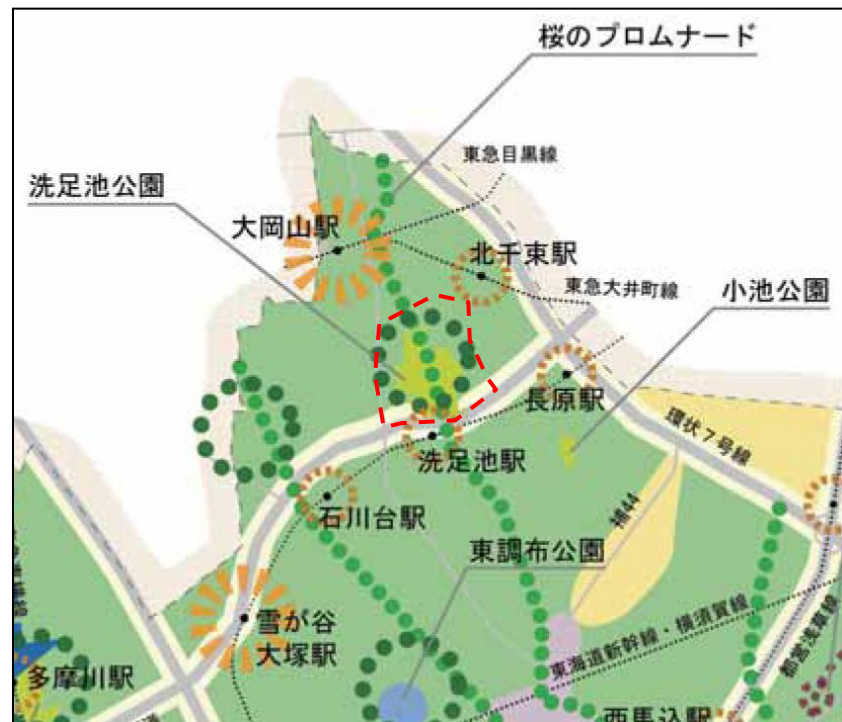 桜のプロムナード
東急目黒線
洗足池公園
大岡山駅
北千束駅
東急大井町線
小池公園
長原駅
環状7号線
洗足池駅
石川台駅
補44
東調布公園
雪が谷
大塚駅
東海道新幹線・横須賀線
都営浅草線
多摩川駅
西馬込駅